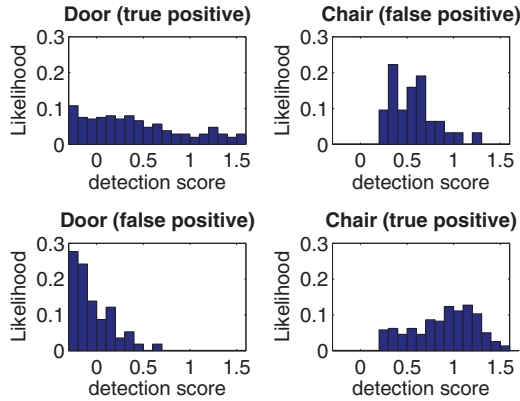 Door (true positive)
0.3
0.2
0.1
0
Likelihood
0 0.5 1 1.5
detection score
Chair (false positive)
0.3
0.2
0.1
0
Likelihood
0 0.5 1 1.5
detection score
Door (false positive)
0.3
0.2
0.1
0
Likelihood
0 0.5 1 1.5
detection score
Chair (true positive)
0.3
0.2
0.1
0
Likelihood
0 0.5 1 1.5
detection score